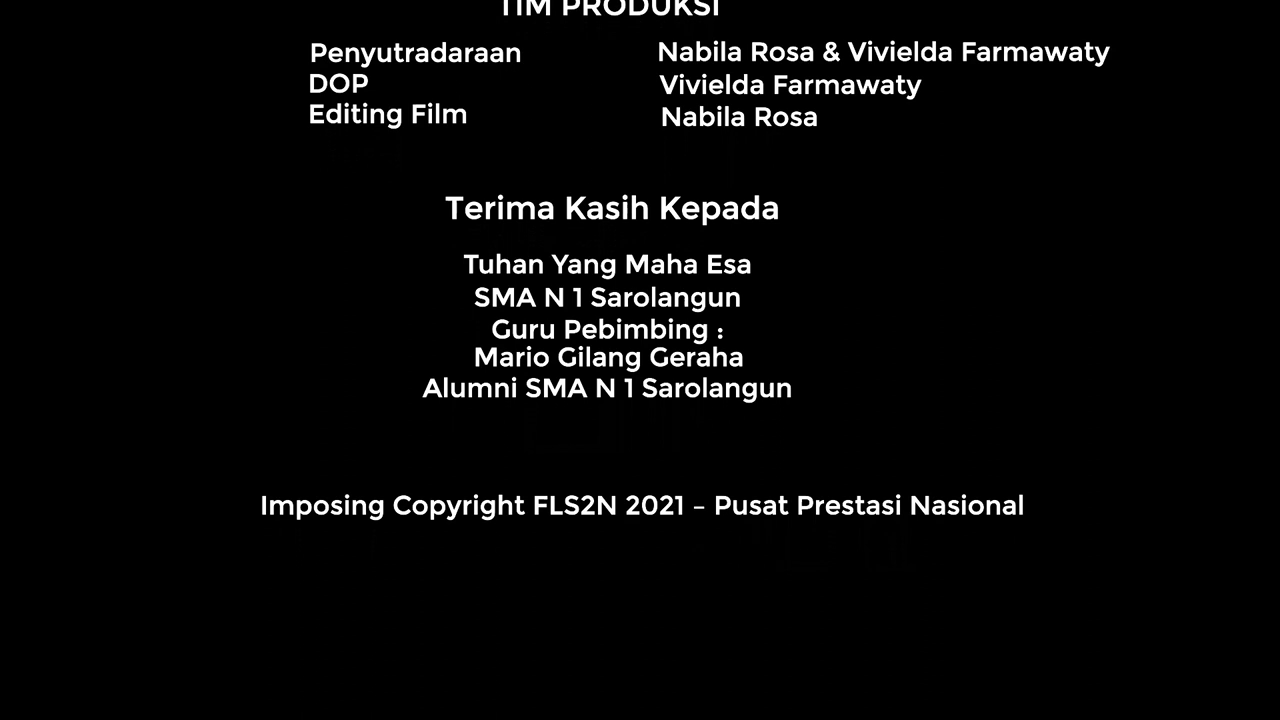 TIM PRODUKSI
Penyutradaraan Nabila Rosa & Vivielda Farmawaty
DOP Vivielda Farmawaty
Editing Film Nabila Rosa
Terima Kasih Kepada
Tuhan Yang Maha Esa
SMA N 1 Sarolangun
Guru Pebimbing :
Mario Gilang Geraha
Alumni SMA N 1 Sarolangun
Imposing Copyright FLS2N 2021 – Pusat Prestasi Nasional